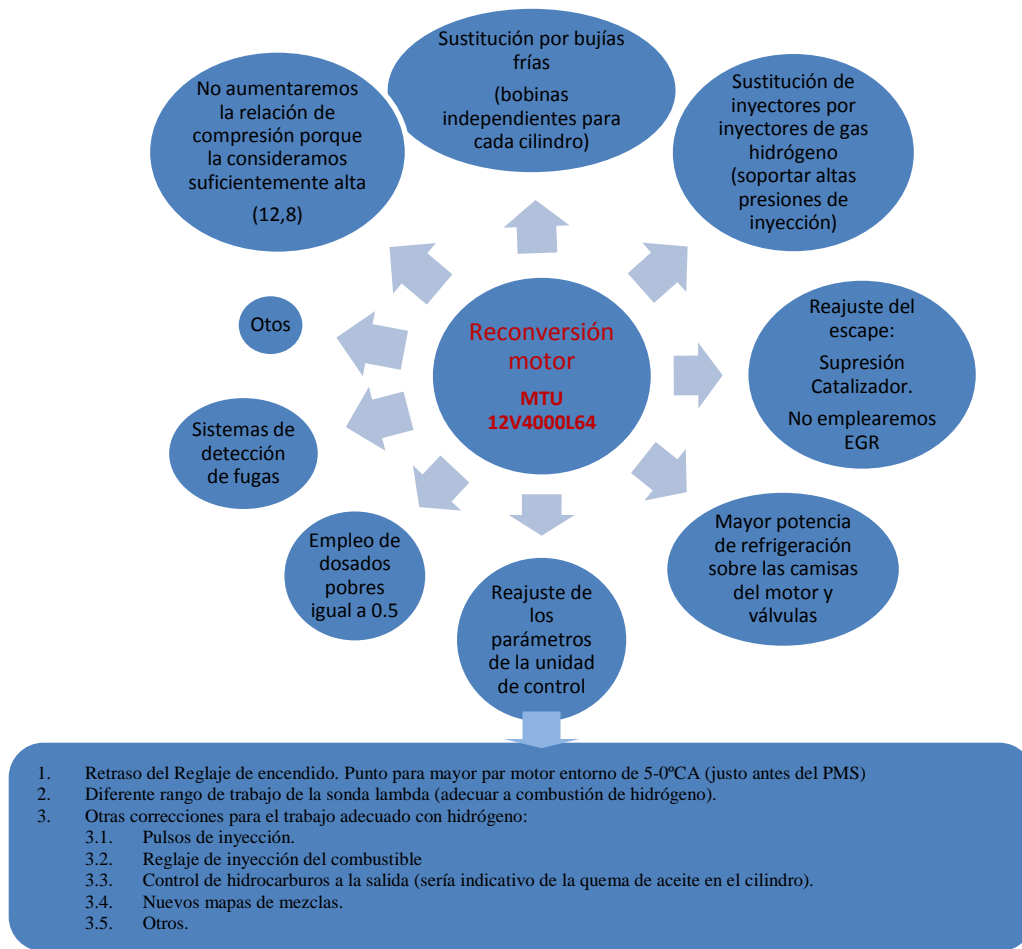 Sustitución por bujías
frías
(bobinas
independientes para
cada cilindro)
Sustitución de
inyectores por
inyectores de gas
hidrógeno
(soportar altas
presiones de
inyección)
Reajuste del
escape:
Supresión
Catalizador.
No emplearemos
EGR
Mayor potencia
de refrigeración
sobre las camisas
del motor y
válvulas
Reajuste de
los
parámetros
de la unidad
de control
Empleo de
dosados
pobres
igual a 0.5
Sistemas de
detección
de fugas
Otos
No aumentaremos
la relación de
compresión porque
la consideramos
suficientemente alta
(12,8)
Reconversión
motor
MTU
12V4000L64
1. Retraso del Reglaje de encendido. Punto para mayor par motor entorno de 5-0ºCA (justo antes del PMS)
2. Diferente rango de trabajo de la sonda lambda (adecuar a combustión de hidrógeno).
3. Otras correcciones para el trabajo adecuado con hidrógeno:
3.1. Pulsos de inyección.
3.2. Reglaje de inyección del combustible
3.3. Control de hidrocarburos a la salida (sería indicativo de la quema de aceite en el cilindro).
3.4. Nuevos mapas de mezclas.
3.5. Otros.